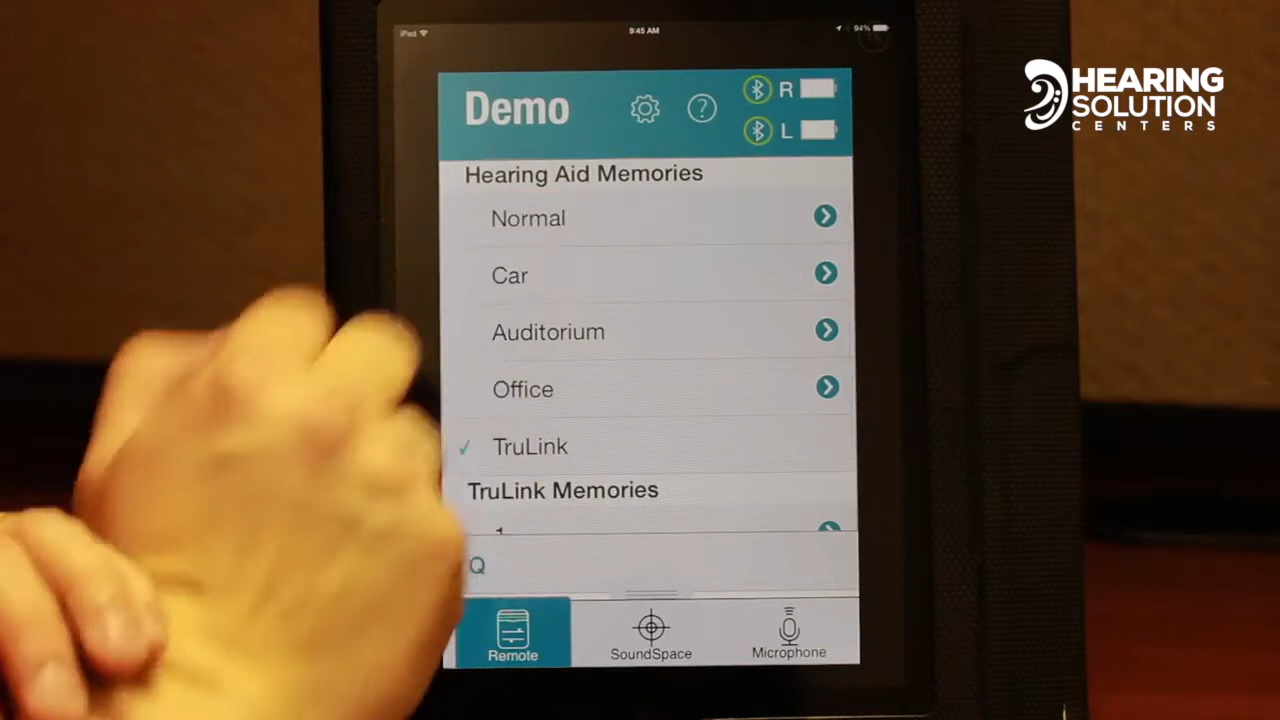 iPad 9:45 AM 94%
HEARING
SOLUTION
CENTERS
Demo ? R
L
Hearing Aid Memories
Normal
Car
Auditorium
Office
✓ TruLink
TruLink Memories
Q
Remote SoundSpace Microphone